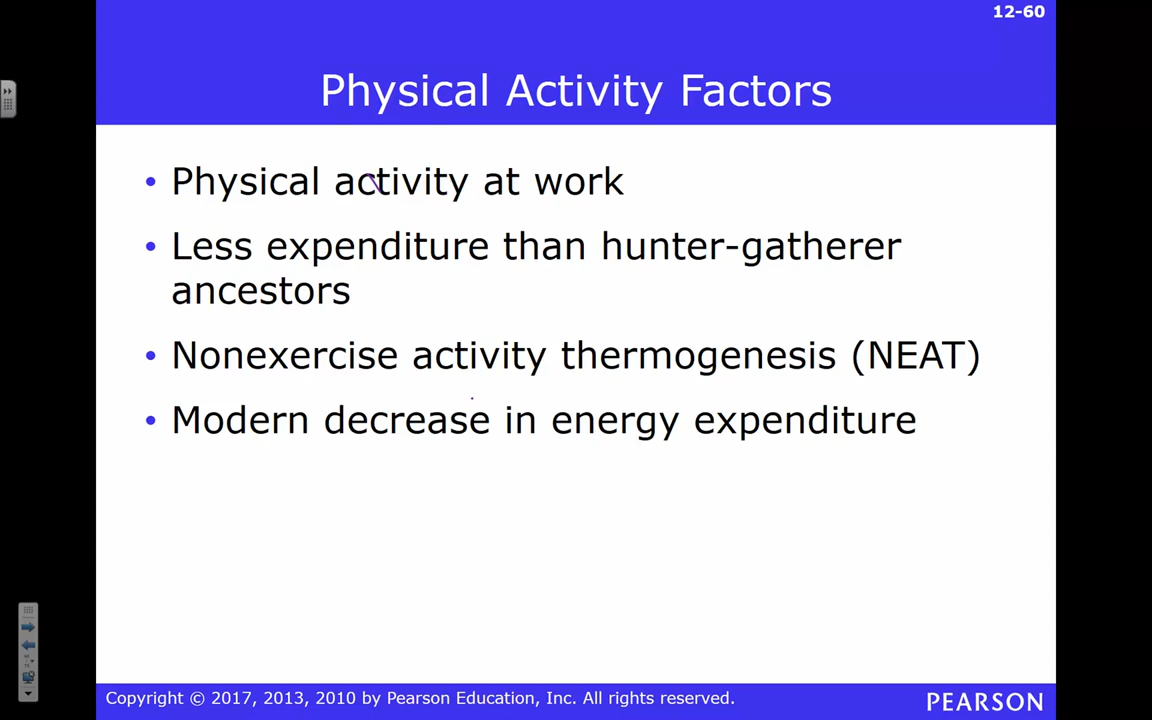 12-60
Physical Activity Factors
• Physical activity at work
• Less expenditure than hunter-gatherer
ancestors
• Nonexercise activity thermogenesis (NEAT)
• Modern decrease in energy expenditure
Copyright © 2017, 2013, 2010 by Pearson Education, Inc. All rights reserved.
PEARSON